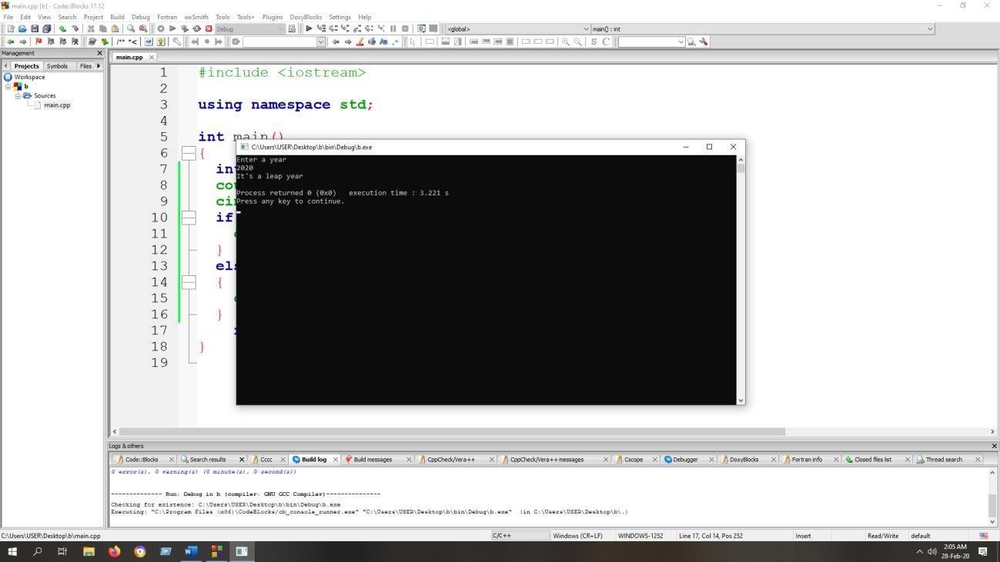 main.cpp [b] - Code::Blocks 17.12
File Edit View Search Project Build Debug Fortran wxSmith Tools Tools+ Plugins DoxyBlocks Settings Help
Debug <global> main() : int
/** *< S C
Management
main.cpp
Projects Symbols Files
Workspace
b
Sources
main.cpp
1 #include <iostream>
2
3 using namespace std;
4
5 int main()
6 {
7
8
9
10 if
11
12 }
13
14 {
15
16 }
17
18 }
19
C:\Users\USER\Desktop\b\bin\Debug\b.exe
Enter a year
2020
It's a leap year
Process returned 0 (0x0) execution time : 3.221 s
Press any key to continue.
Logs & others
Code::Blocks Search results Cccc Build log Build messages CppCheck/Vera++ CppCheck/Vera++ messages Cscope Debugger DoxyBlocks Fortran info Closed files list Thread search
0 error(s), 0 warning(s) (0 minute(s), 0 second(s))
-------------- Run: Debug in b (compiler: GNU GCC Compiler)---------------
Checking for existence: C:\Users\USER\Desktop\b\bin\Debug\b.exe
Executing: "C:\Program Files (x86)\CodeBlocks/cb_console_runner.exe" "C:\Users\USER\Desktop\b\bin\Debug\b.exe" (in C:\Users\USER\Desktop\b\.)
C:\Users\USER\Desktop\b\main.cpp C/C++ Windows (CR+LF) WINDOWS-1252 Line 17, Col 14, Pos 252 Insert Read/Write default
2:05 AM
28-Feb-20